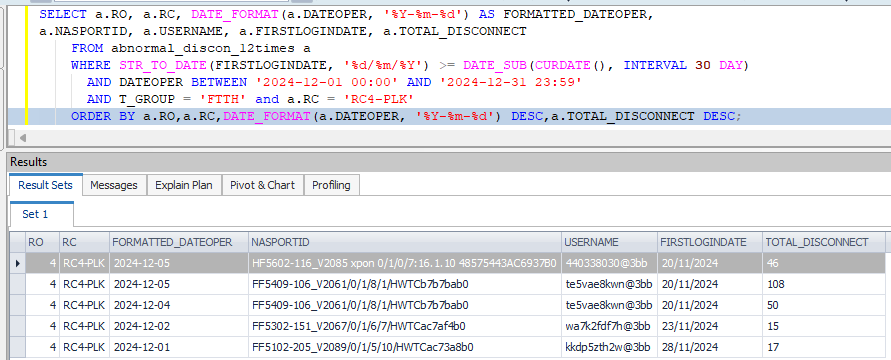 SELECT a.RO, a.RC, DATE_FORMAT(a.DATEOPER, '%Y-%m-%d') AS FORMATTED_DATEOPER,
a.NASPORTID, a.USERNAME, a.FIRSTLOGINDATE, a.TOTAL_DISCONNECT
FROM abnormal_discon_12times a
WHERE STR_TO_DATE(FIRSTLOGINDATE, '%d/%m/%Y') >= DATE_SUB(CURDATE(), INTERVAL 30 DAY)
AND DATEOPER BETWEEN '2024-12-01 00:00' AND '2024-12-31 23:59'
AND T_GROUP = 'FTTH' and a.RC = 'RC4-PLK'
ORDER BY a.RO,a.RC,DATE_FORMAT(a.DATEOPER, '%Y-%m-%d') DESC,a.TOTAL_DISCONNECT DESC;
Results
Result Sets Messages Explain Plan Pivot & Chart Profiling
Set 1
RO RC FORMATTED_DATEOPER NASPORTID USERNAME FIRSTLOGINDATE TOTAL_DISCONNECT
4 RC4-PLK 2024-12-05 HF5602-116_V2085 xpon 0/1/0/7:16.1.10 48575443AC6937B0 440338030@3bb 20/11/2024 46
4 RC4-PLK 2024-12-05 FF5409-106_V2061/0/1/8/1/HWTCb7b7bab0 te5vae8kwn@3bb 20/11/2024 108
4 RC4-PLK 2024-12-04 FF5409-106_V2061/0/1/8/1/HWTCb7b7bab0 te5vae8kwn@3bb 20/11/2024 50
4 RC4-PLK 2024-12-02 FF5302-151_V2067/0/1/6/7/HWTCac7af4b0 wa7k2fdf7h@3bb 23/11/2024 15
4 RC4-PLK 2024-12-01 FF5102-205_V2089/0/1/5/10/HWTCac73a8b0 kkdp5zth2w@3bb 28/11/2024 17